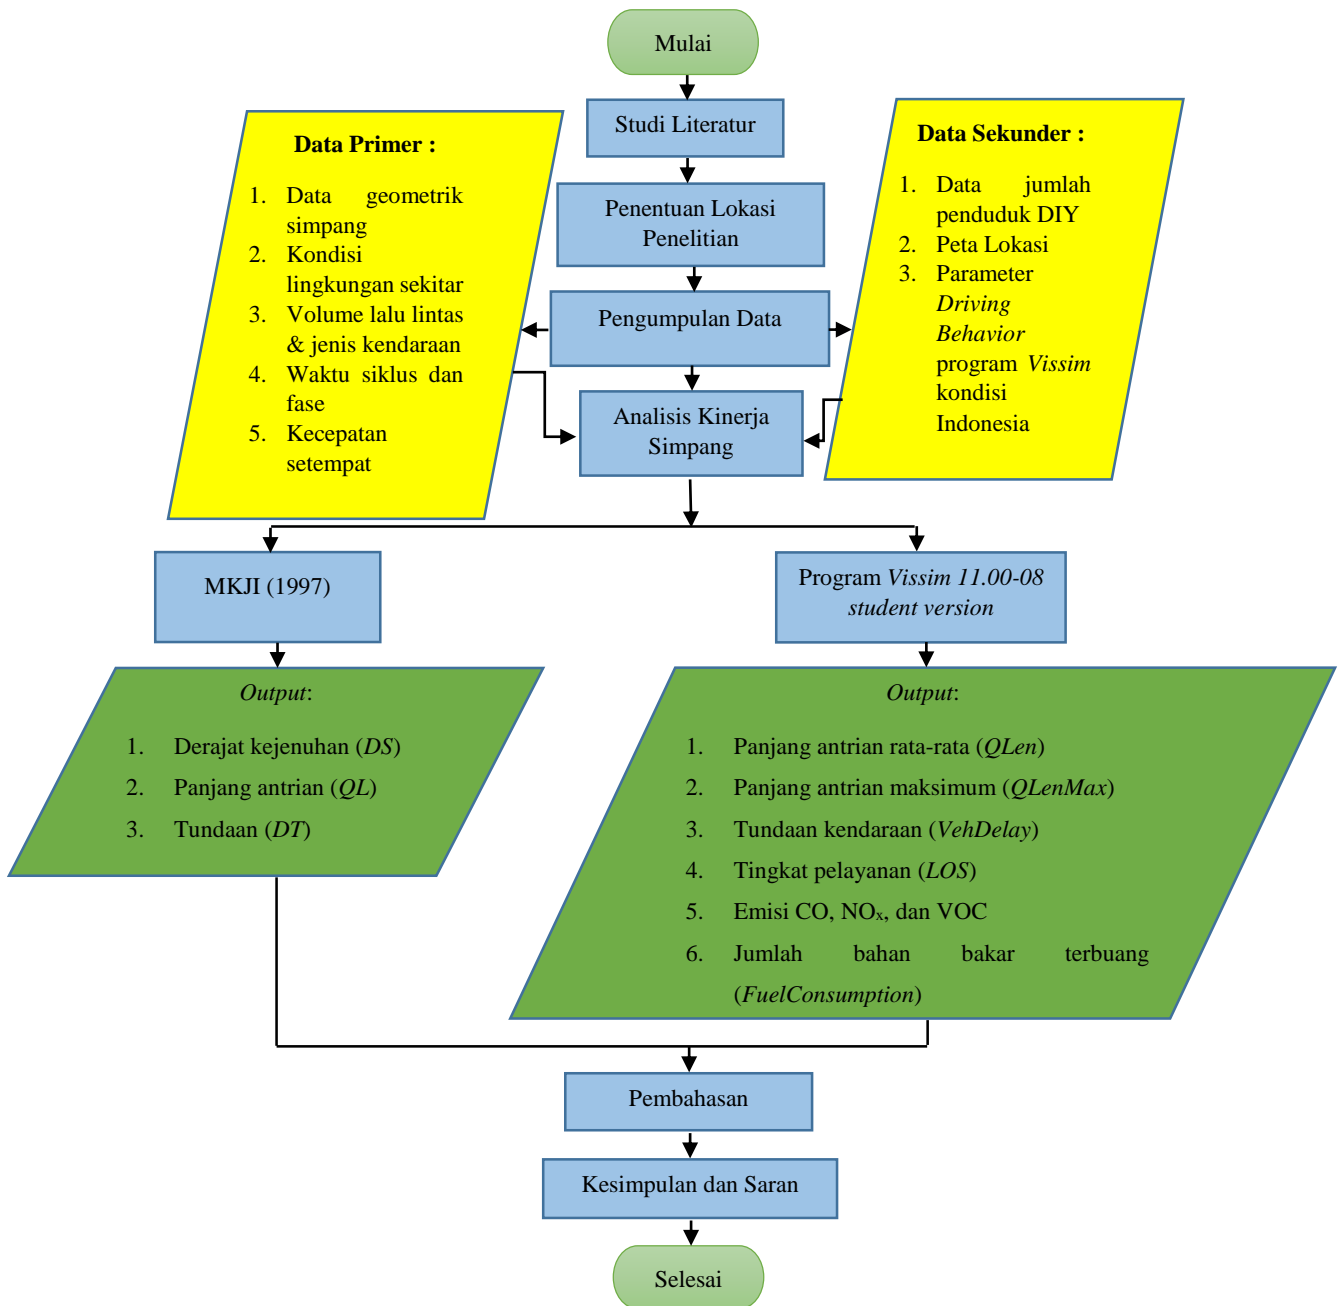 Mulai
Studi Literatur
Penentuan Lokasi
Penelitian
Pengumpulan Data
Data Primer :
1. Data geometrik
simpang
2. Kondisi
lingkungan sekitar
3. Volume lalu lintas
& jenis kendaraan
4. Waktu siklus dan
fase
5. Kecepatan
setempat
Data Sekunder :
1. Data jumlah
penduduk DIY
2. Peta Lokasi
3. Parameter
Driving
Behavior
program Vissim
kondisi
Indonesia
Analisis Kinerja
Simpang
MKJI (1997)
Program Vissim 11.00-08
student version
Output:
1. Derajat kejenuhan (DS)
2. Panjang antrian (QL)
3. Tundaan (DT)
Output:
1. Panjang antrian rata-rata (QLen)
2. Panjang antrian maksimum (QLenMax)
3. Tundaan kendaraan (VehDelay)
4. Tingkat pelayanan (LOS)
5. Emisi CO, NOₓ, dan VOC
6. Jumlah bahan bakar terbuang
(FuelConsumption)
Pembahasan
Kesimpulan dan Saran
Selesai